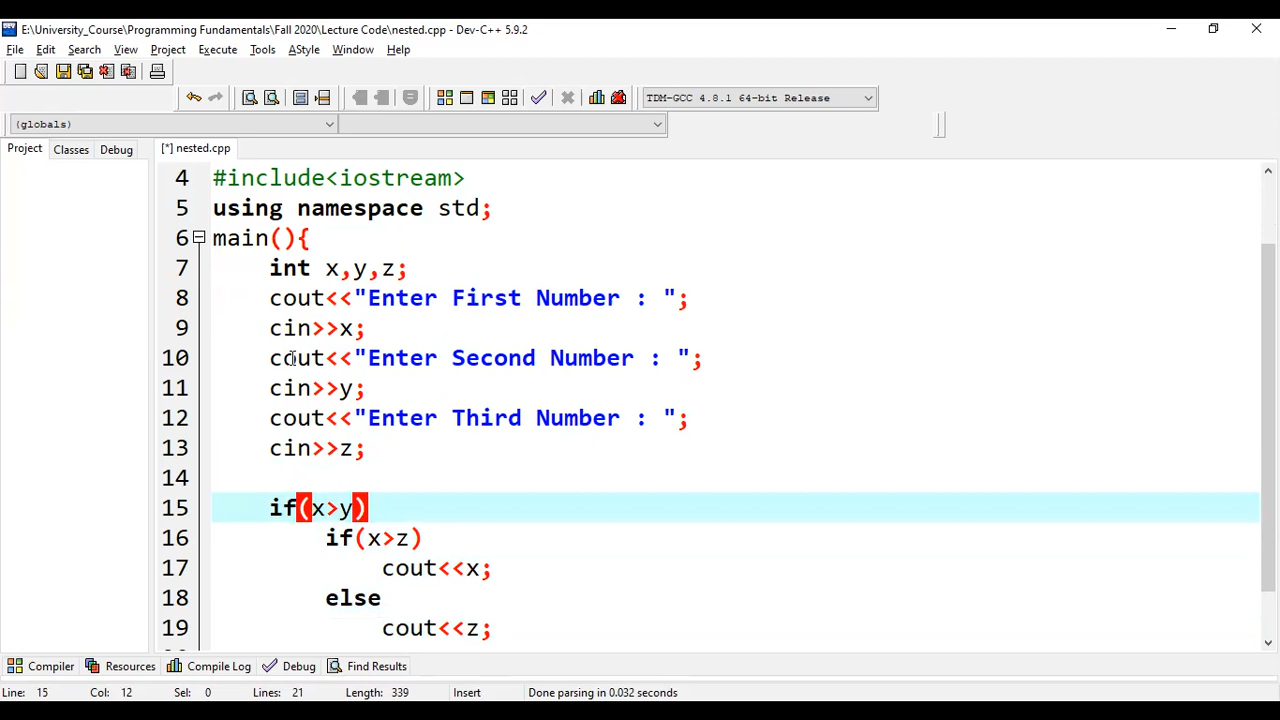 E:\University_Course\Programming Fundamentals\Fall 2020\Lecture Code\nested.cpp - Dev-C++ 5.9.2
File Edit Search View Project Execute Tools AStyle Window Help
TDM-GCC 4.8.1 64-bit Release
(globals)
Project Classes Debug [*] nested.cpp
4 #include<iostream>
5 using namespace std;
6 main(){
7 int x,y,z;
8 cout<<"Enter First Number : ";
9 cin>>x;
10 cout<<"Enter Second Number : ";
11 cin>>y;
12 cout<<"Enter Third Number : ";
13 cin>>z;
14
15 if(x>y)
16 if(x>z)
17 cout<<x;
18 else
19 cout<<z;
Compiler Resources Compile Log Debug Find Results
Line: 15 Col: 12 Sel: 0 Lines: 21 Length: 339 Insert Done parsing in 0.032 seconds